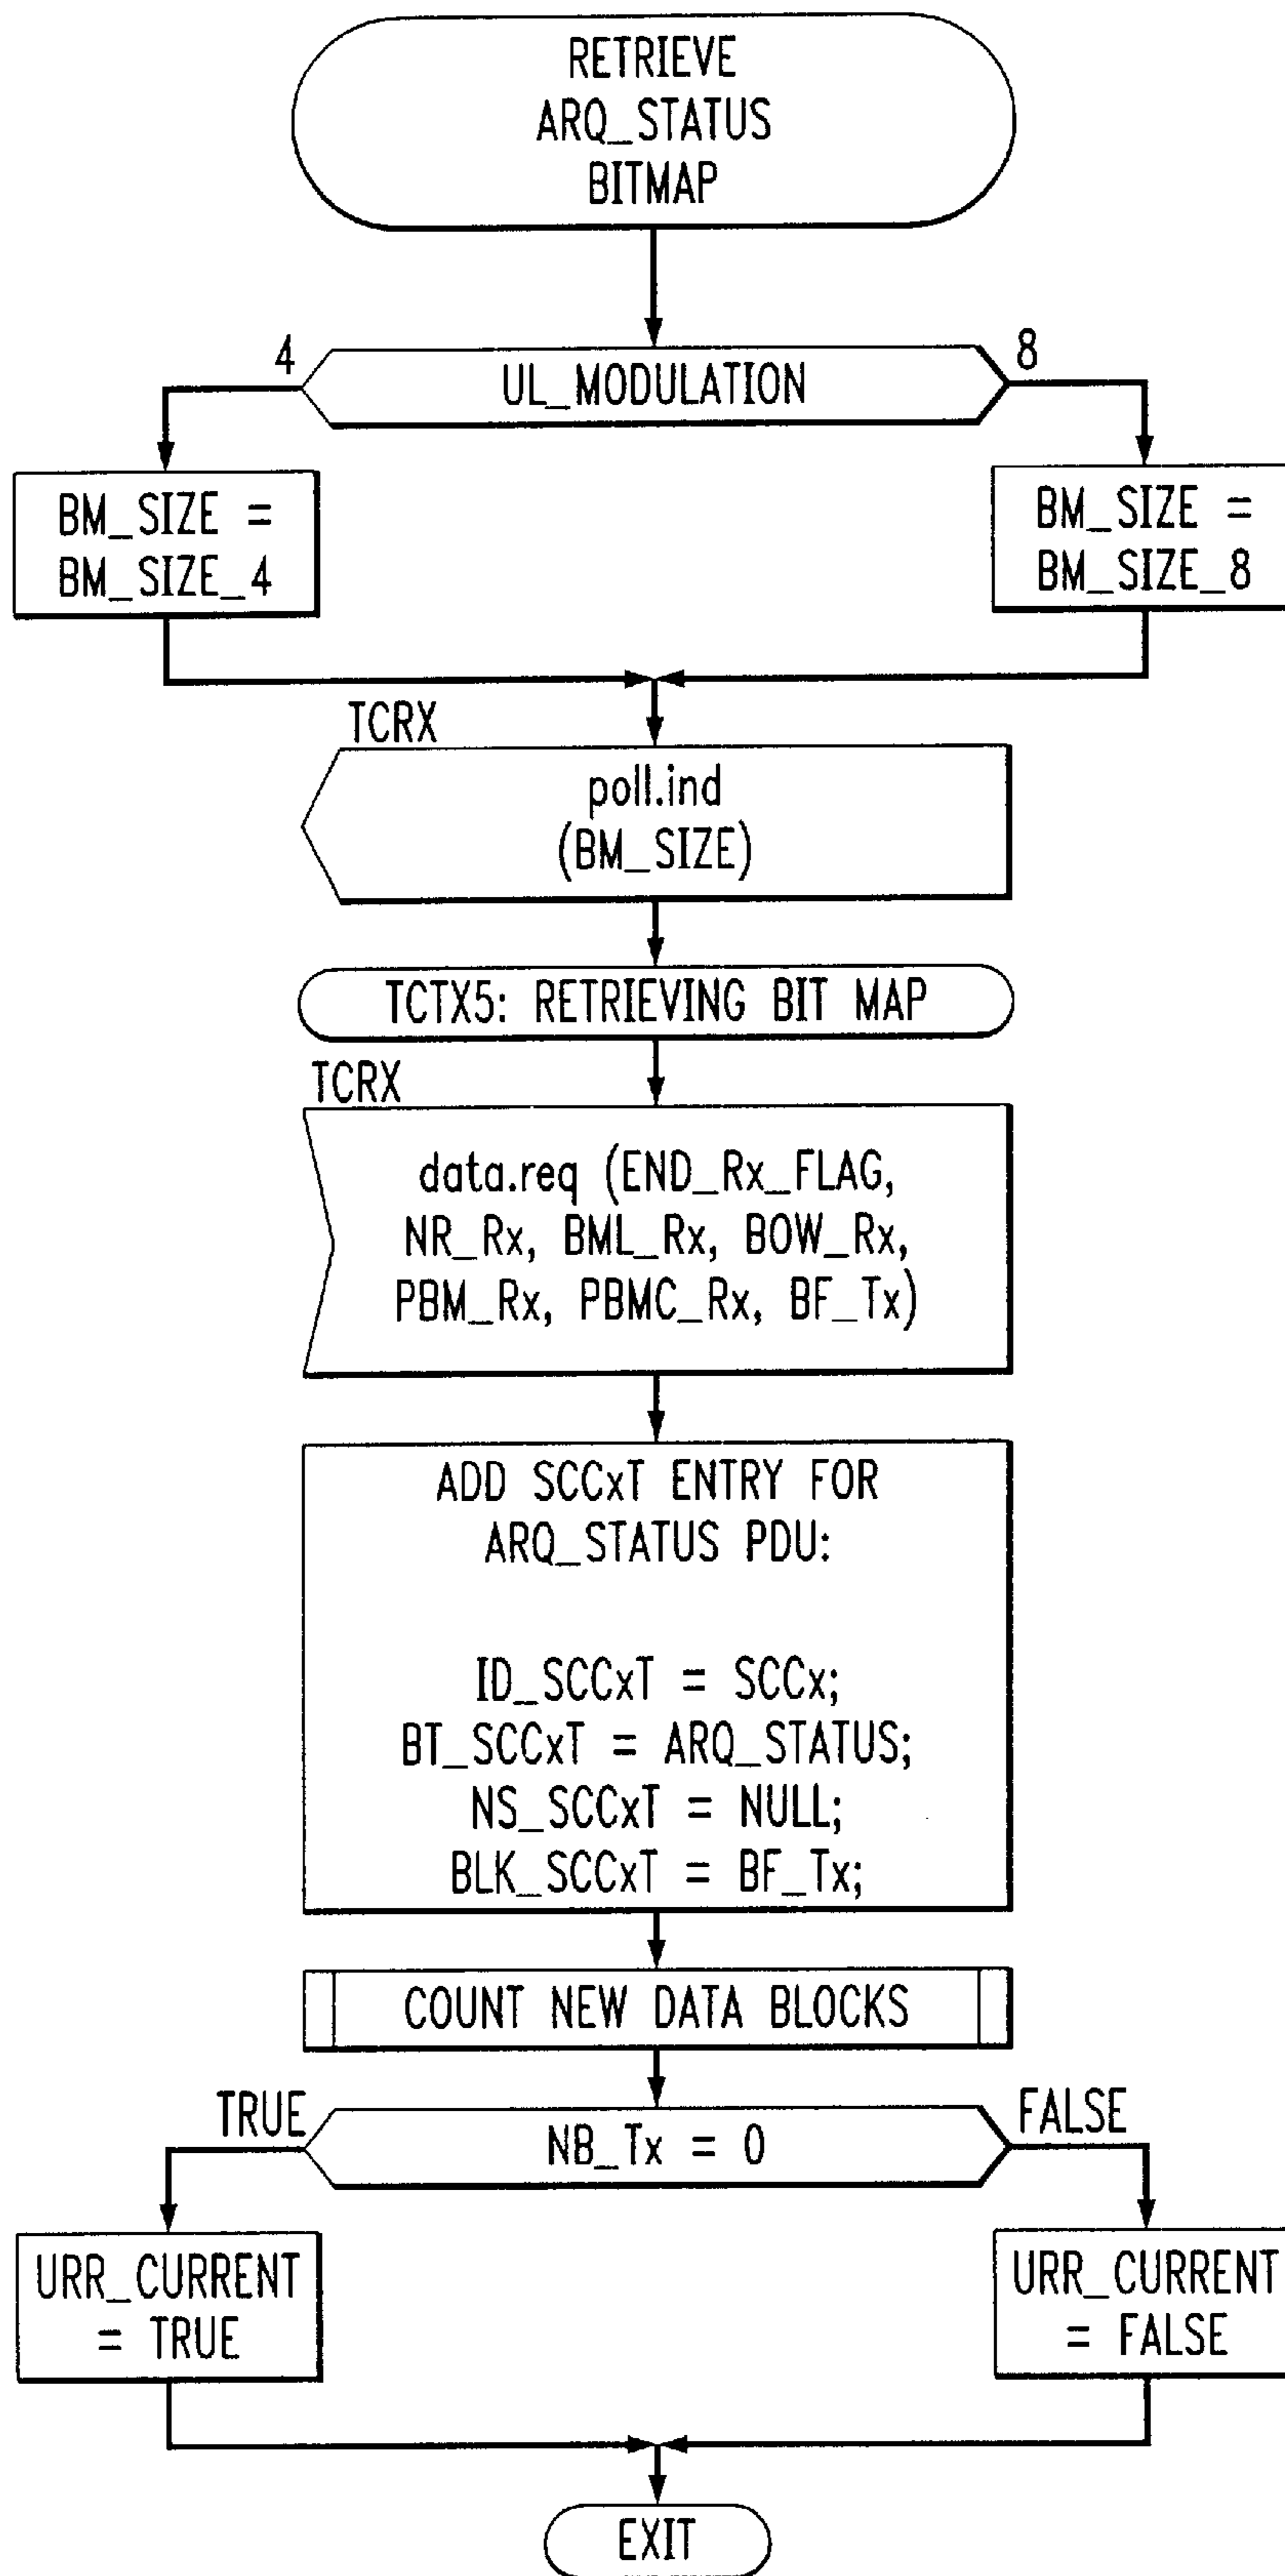 RETRIEVE
ARQ_STATUS
BITMAP
4
UL_MODULATION
8
BM_SIZE =
BM_SIZE_4
BM_SIZE =
BM_SIZE_8
TCRX
poll.ind
(BM_SIZE)
TCTX5: RETRIEVING BIT MAP
TCRX
data.req (END_Rx_FLAG,
NR_Rx, BML_Rx, BOW_Rx,
PBM_Rx, PBMC_Rx, BF_Tx)
ADD SCCxT ENTRY FOR
ARQ_STATUS PDU:
ID_SCCxT = SCCx;
BT_SCCxT = ARQ_STATUS;
NS_SCCxT = NULL;
BLK_SCCxT = BF_Tx;
COUNT NEW DATA BLOCKS
TRUE
NB_Tx = 0
FALSE
URR_CURRENT
= TRUE
URR_CURRENT
= FALSE
EXIT